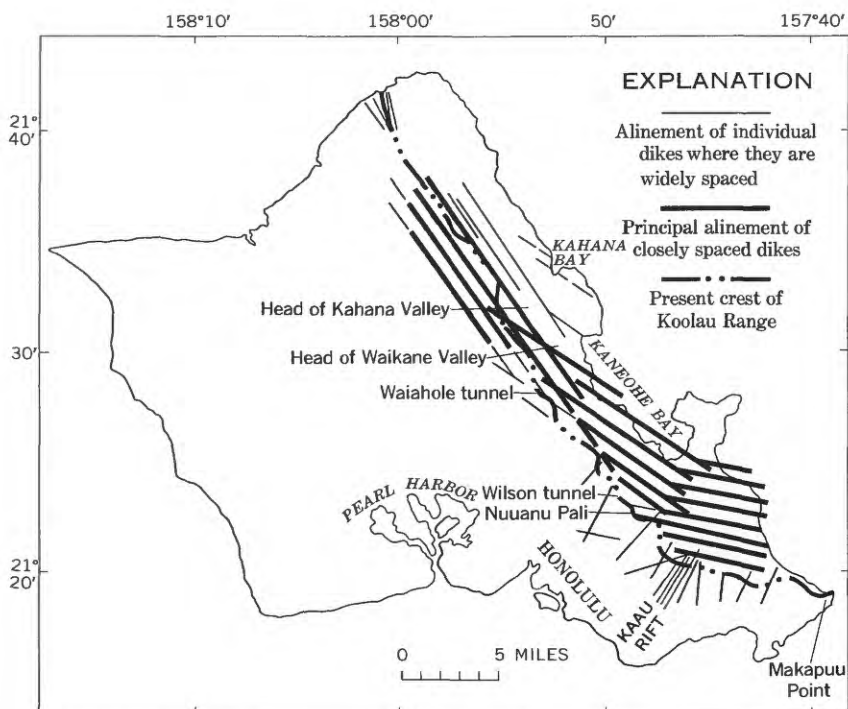 158°10'
158°00'
50'
157°40'
21°
40'
30'
21°
20'
EXPLANATION
Alinement of individual
dikes where they are
widely spaced
Principal alinement of
closely spaced dikes
Present crest of
Koolau Range
KAHANA
BAY
Head of Kahana Valley
Head of Waikane Valley
Waiahole tunnel
KANEOHE BAY
PEARL HARBOR
Wilson tunnel
Nuuanu Pali
HONOLULU
KAAU
RIFT
Makapuu
Point
0 5 MILES